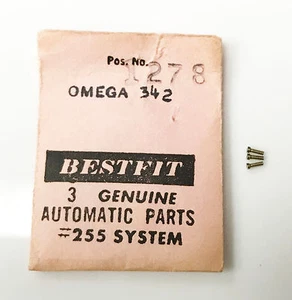 Pos. No.
1278
OMEGA 342
BESTFIT
3 GENUINE
AUTOMATIC PARTS
#255 SYSTEM